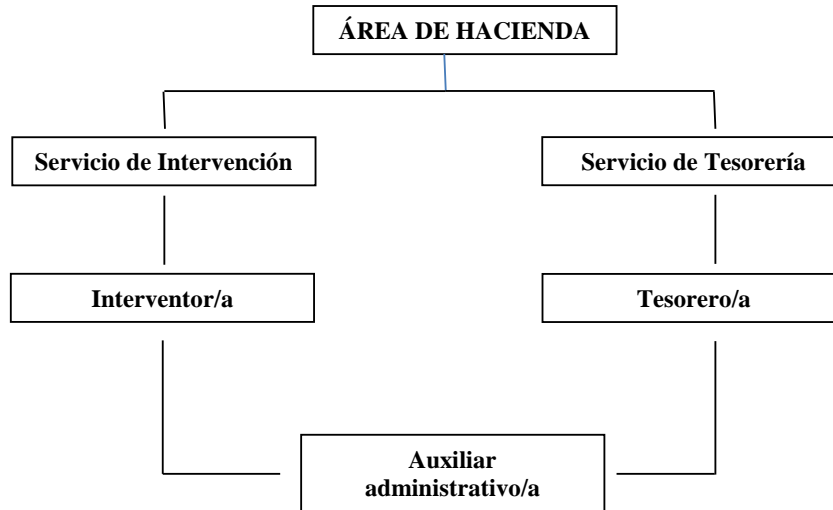 ÁREA DE HACIENDA
Servicio de Intervención
Servicio de Tesorería
Interventor/a
Tesorero/a
Auxiliar
administrativo/a